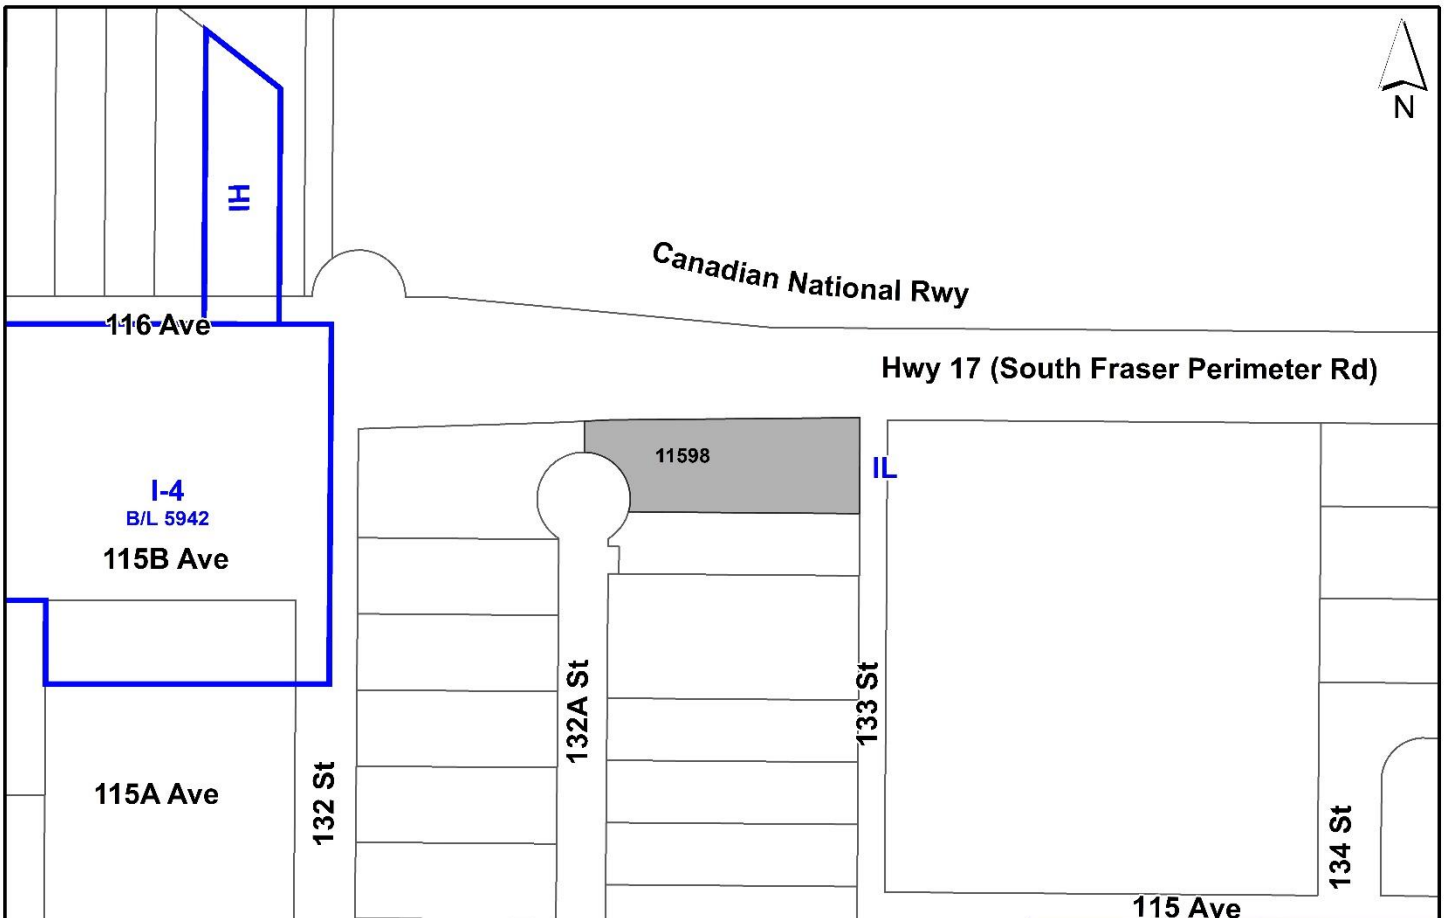 N
IH
Canadian National Rwy
116 Ave
Hwy 17 (South Fraser Perimeter Rd)
11598
IL
I-4
B/L 5942
115B Ave
132A St
133 St
115A Ave
132 St
134 St
115 Ave